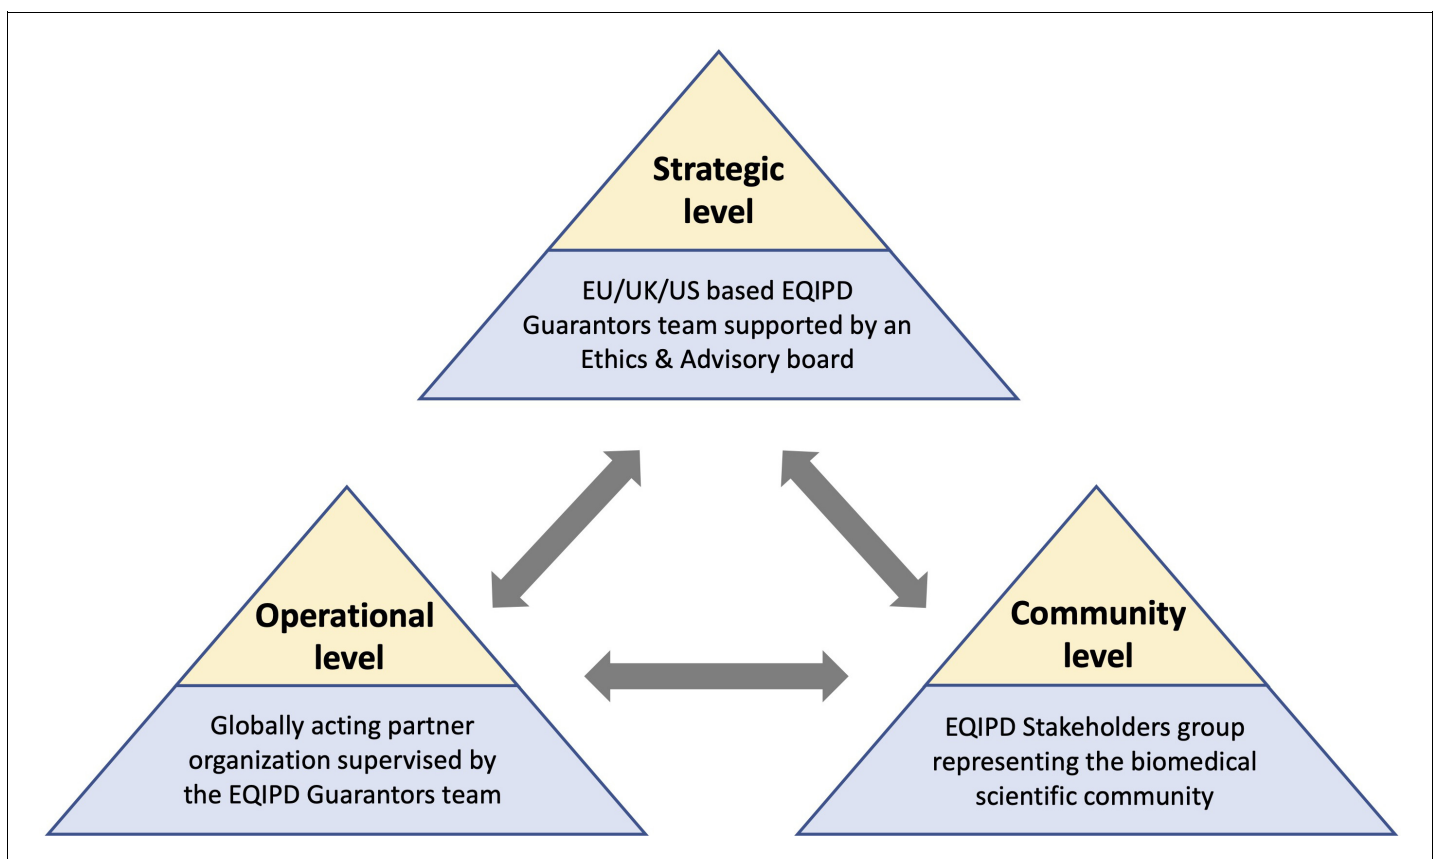 Strategic
level
EU/UK/US based EQIPD
Guarantors team supported by an
Ethics & Advisory board
Operational
level
Globally acting partner
organization supervised by
the EQIPD Guarantors team
Community
level
EQIPD Stakeholders group
representing the biomedical
scientific community